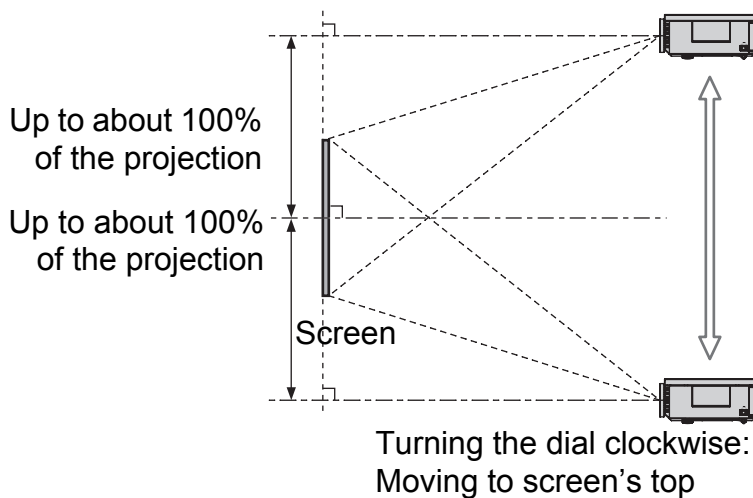 Up to about 100%
of the projection
Up to about 100%
of the projection
Screen
Turning the dial clockwise:
Moving to screen's top